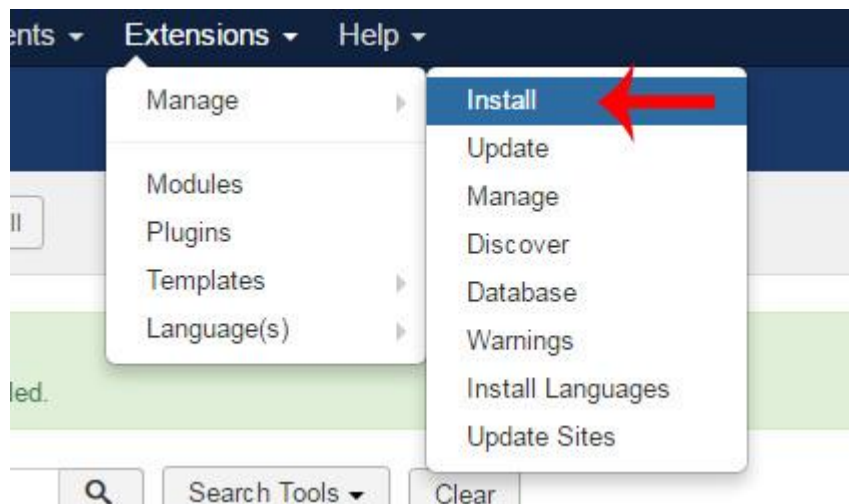 Extensions Help
Manage
Install
Update
Modules
Manage
Plugins
Discover
Templates
Database
Language(s)
Warnings
Install Languages
Update Sites
Search Tools
Clear